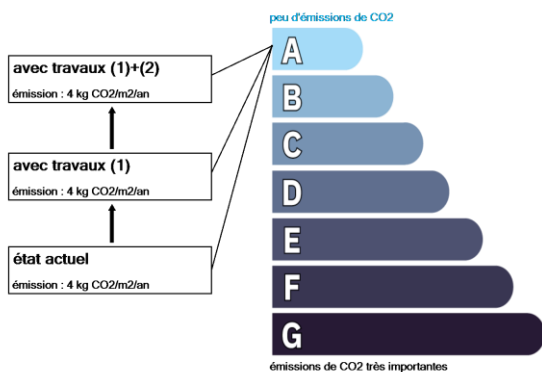 peu d'émissions de CO2
avec travaux (1)+(2)
émission : 4 kg CO2/m2/an
avec travaux (1)
émission : 4 kg CO2/m2/an
état actuel
émission : 4 kg CO2/m2/an
A
B
C
D
E
F
G
émissions de CO2 très importantes